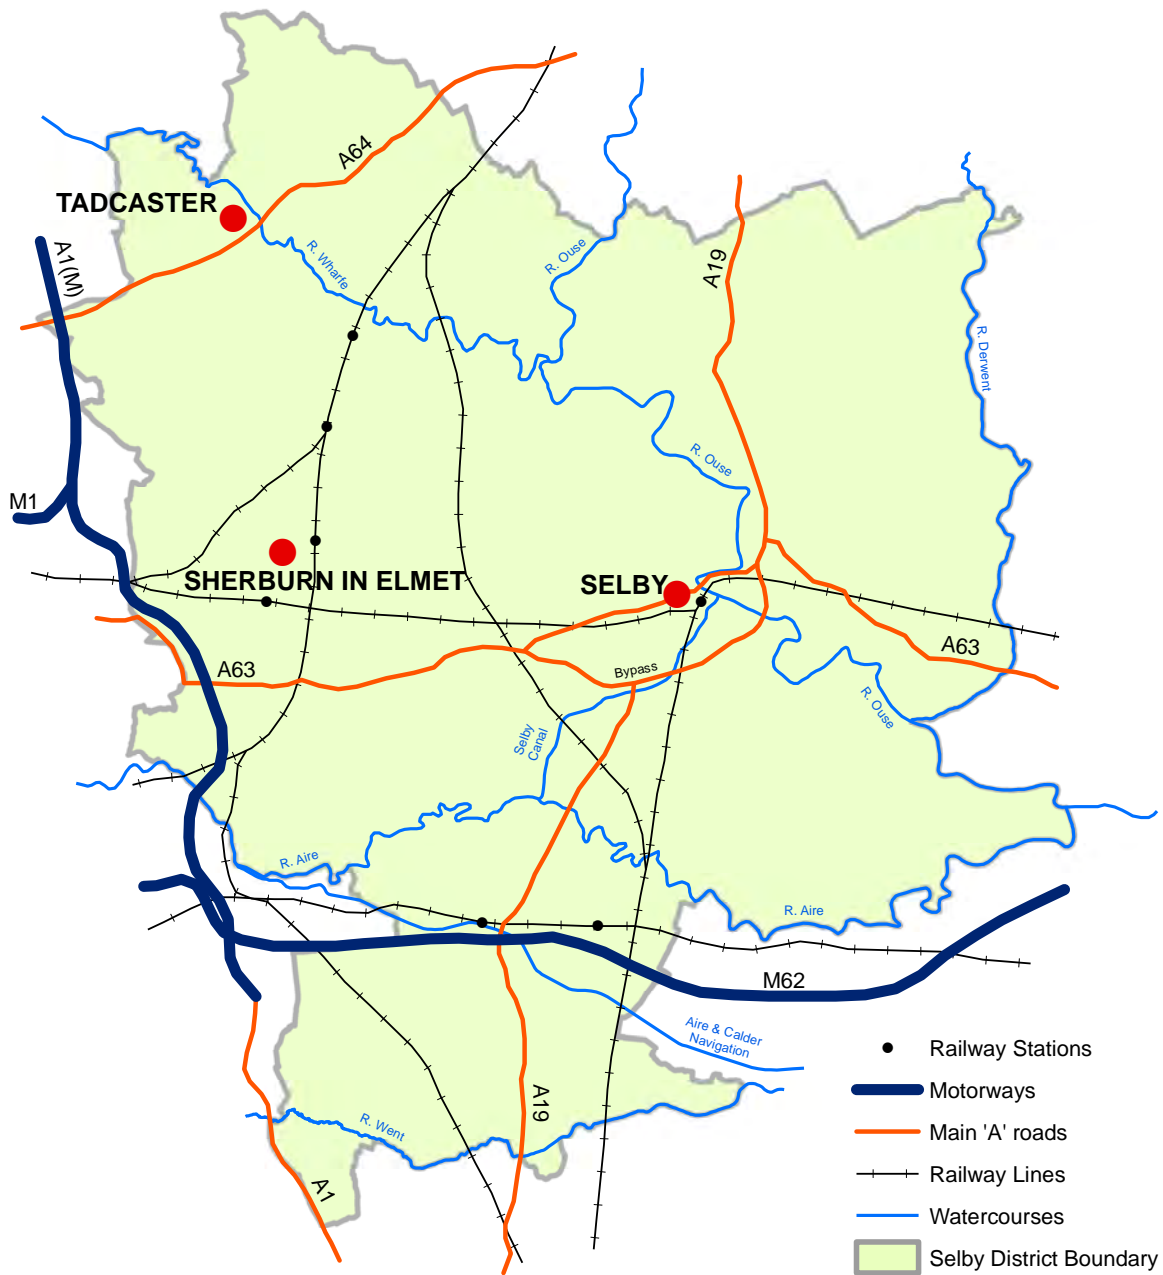 A64
TADCASTER
A1(M)
R. Wharfe
R. Ouse
A19
R. Derwent
R. Ouse
M1
SHERBURN IN ELMET
SELBY
A63
Bypass
A63
R. Ouse
Selby
Canal
R. Aire
R. Aire
M62
Aire & Calder
Navigation
A19
R. Went
A1
Railway Stations
Motorways
Main 'A' roads
Railway Lines
Watercourses
Selby District Boundary